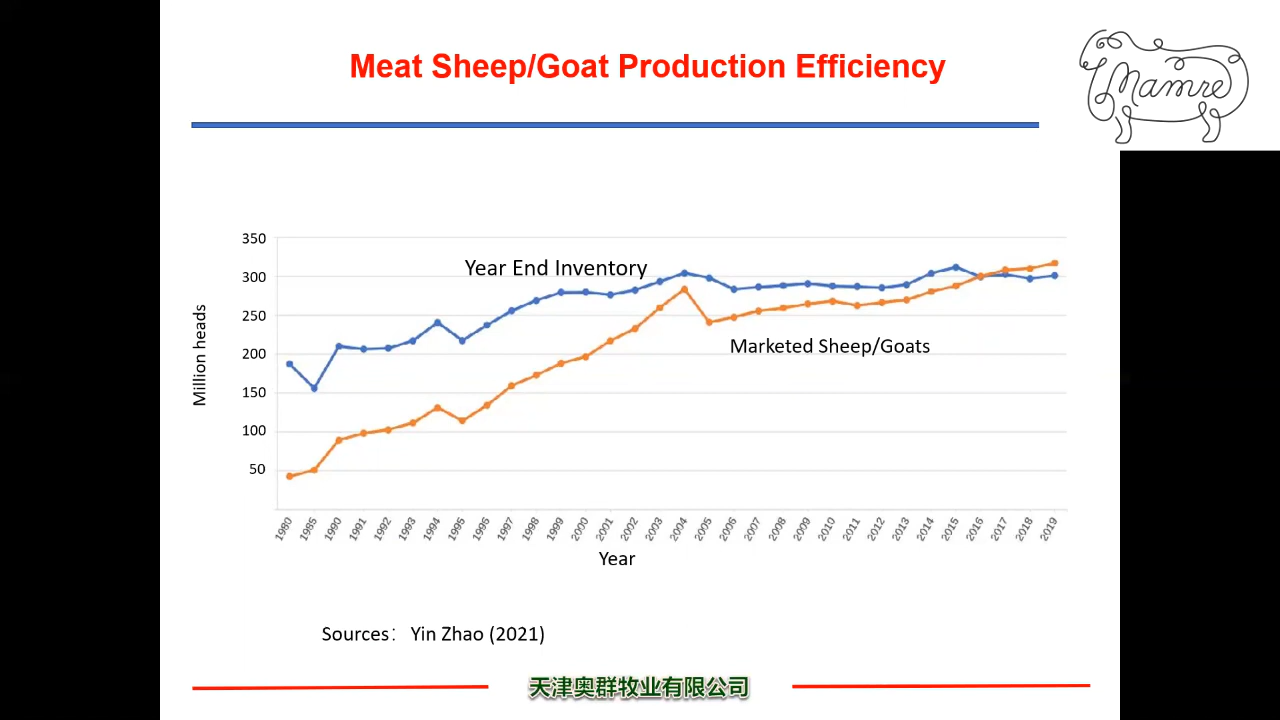 Meat Sheep/Goat Production Efficiency
Mamre
350
300
250
200
150
100
50
Million heads
Year End Inventory
Marketed Sheep/Goats
1980 1985 1990 1991 1992 1993 1994 1995 1996 1997 1998 1999 2000 2001 2002 2003 2004 2005 2006 2007 2008 2009 2010 2011 2012 2013 2014 2015 2016 2017 2018 2019
Year
Sources： Yin Zhao (2021)
天津奥群牧业有限公司